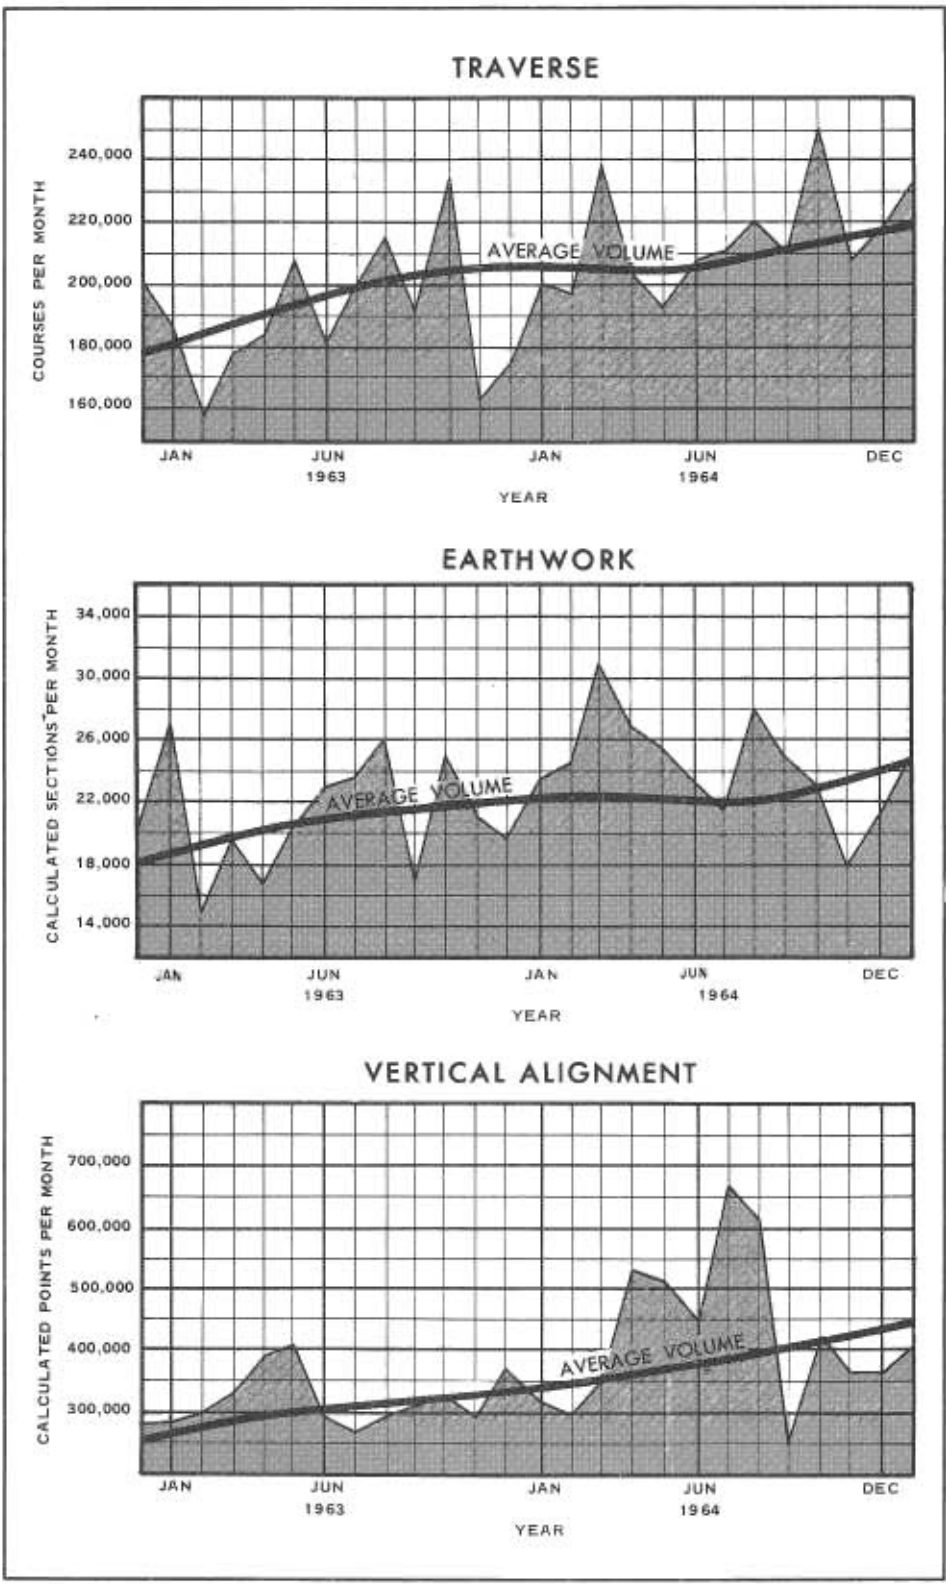 TRAVERSE
COURSES PER MONTH
240,000
220,000
200,000
180,000
160,000
AVERAGE VOLUME
JAN JUN JAN JUN DEC
1963 1964
YEAR
EARTHWORK
CALCULATED SECTIONS PER MONTH
34,000
30,000
26,000
22,000
18,000
14,000
AVERAGE VOLUME
JAN JUN JAN JUN DEC
1963 1964
YEAR
VERTICAL ALIGNMENT
CALCULATED POINTS PER MONTH
700,000
600,000
500,000
400,000
300,000
AVERAGE VOLUME
JAN JUN JAN JUN DEC
1963 1964
YEAR